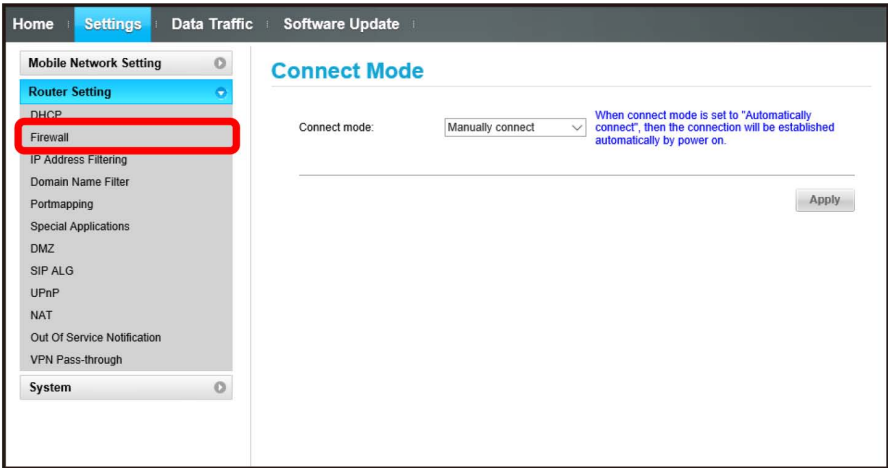 Home Settings Data Traffic Software Update
Mobile Network Setting
Router Setting
DHCP
Firewall
IP Address Filtering
Domain Name Filter
Portmapping
Special Applications
DMZ
SIP ALG
UPnP
NAT
Out Of Service Notification
VPN Pass-through
System
Connect Mode
Connect mode:
Manually connect
When connect mode is set to "Automatically
connect", then the connection will be established
automatically by power on.
Apply